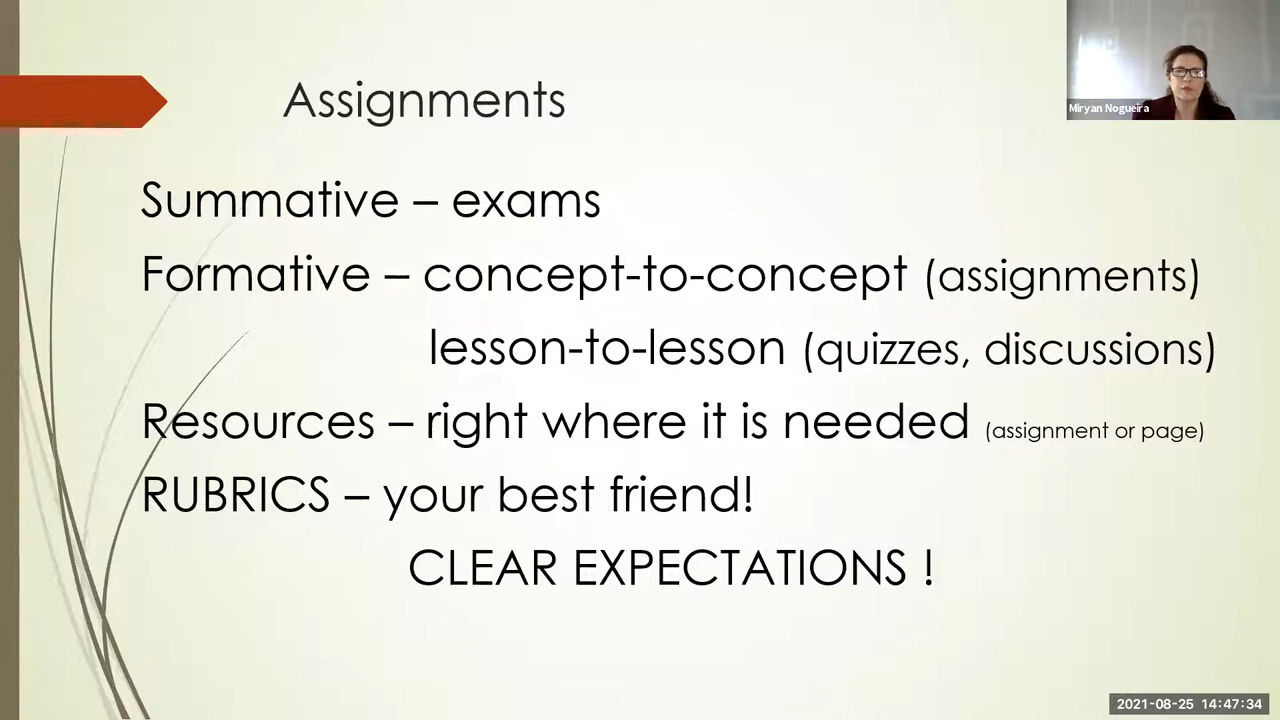 Assignments
Miryan Nogueira
Summative – exams
Formative – concept-to-concept (assignments)
lesson-to-lesson (quizzes, discussions)
Resources – right where it is needed (assignment or page)
RUBRICS – your best friend!
CLEAR EXPECTATIONS !
2021-08-25 14:47:34